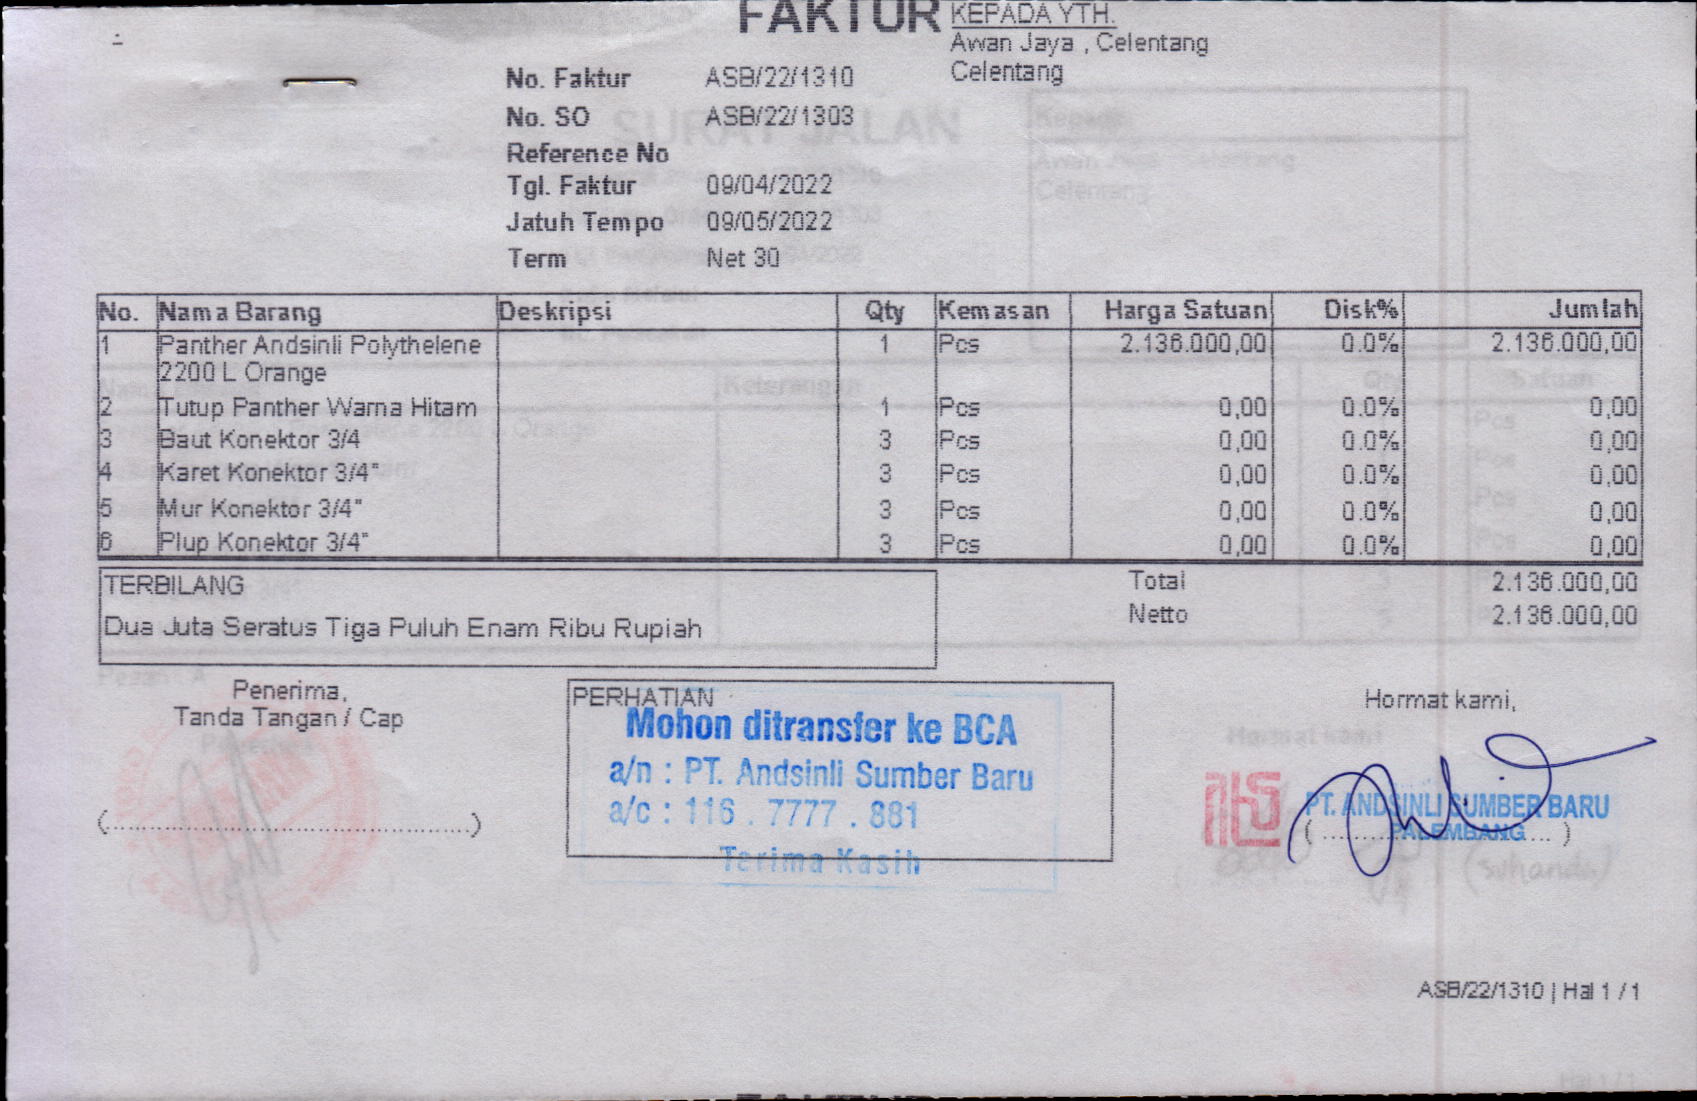 FAKTUR
KEPADA YTH.
Awan Jaya , Celentang
Celentang
No. Faktur ASB/22/1310
No. SO ASB/22/1303
Reference No
Tgl. Faktur 09/04/2022
Jatuh Tempo 09/05/2022
Term Net 30
No. Nama Barang Deskripsi Qty Kemasan Harga Satuan Disk% Jumlah
1 Panther Andsinli Polythelene 1 Pcs 2.136.000,00 0.0% 2.136.000,00
2200 L Orange
2 Tutup Panther Warna Hitam 1 Pcs 0,00 0.0% 0,00
3 Baut Konektor 3/4 3 Pcs 0,00 0.0% 0,00
4 Karet Konektor 3/4" 3 Pcs 0,00 0.0% 0,00
5 Mur Konektor 3/4" 3 Pcs 0,00 0.0% 0,00
6 Plup Konektor 3/4" 3 Pcs 0,00 0.0% 0,00
TERBILANG
Dua Juta Seratus Tiga Puluh Enam Ribu Rupiah
Total 2.136.000,00
Netto 2.136.000,00
Penerima,
Tanda Tangan / Cap
(...............................................)
PERHATIAN
Mohon ditransfer ke BCA
a/n : PT. Andsinli Sumber Baru
a/c : 116 . 7777 . 881
Terima Kasih
Hormat kami,
PT. ANDSINLI SUMBER BARU
PALEMBANG
(Suhanda)
ASB/22/1310 | Hal 1 / 1